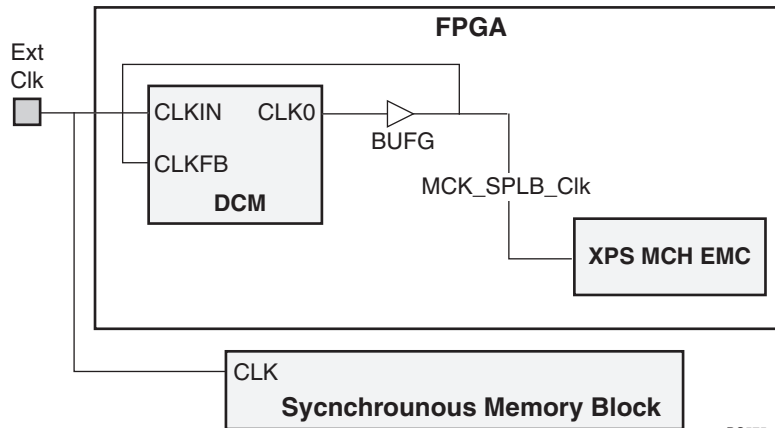 FPGA
Ext
Clk
CLKIN CLK0
BUFG
CLKFB
DCM
MCK_SPLB_Clk
XPS MCH EMC
CLK
Sycnchrounous Memory Block